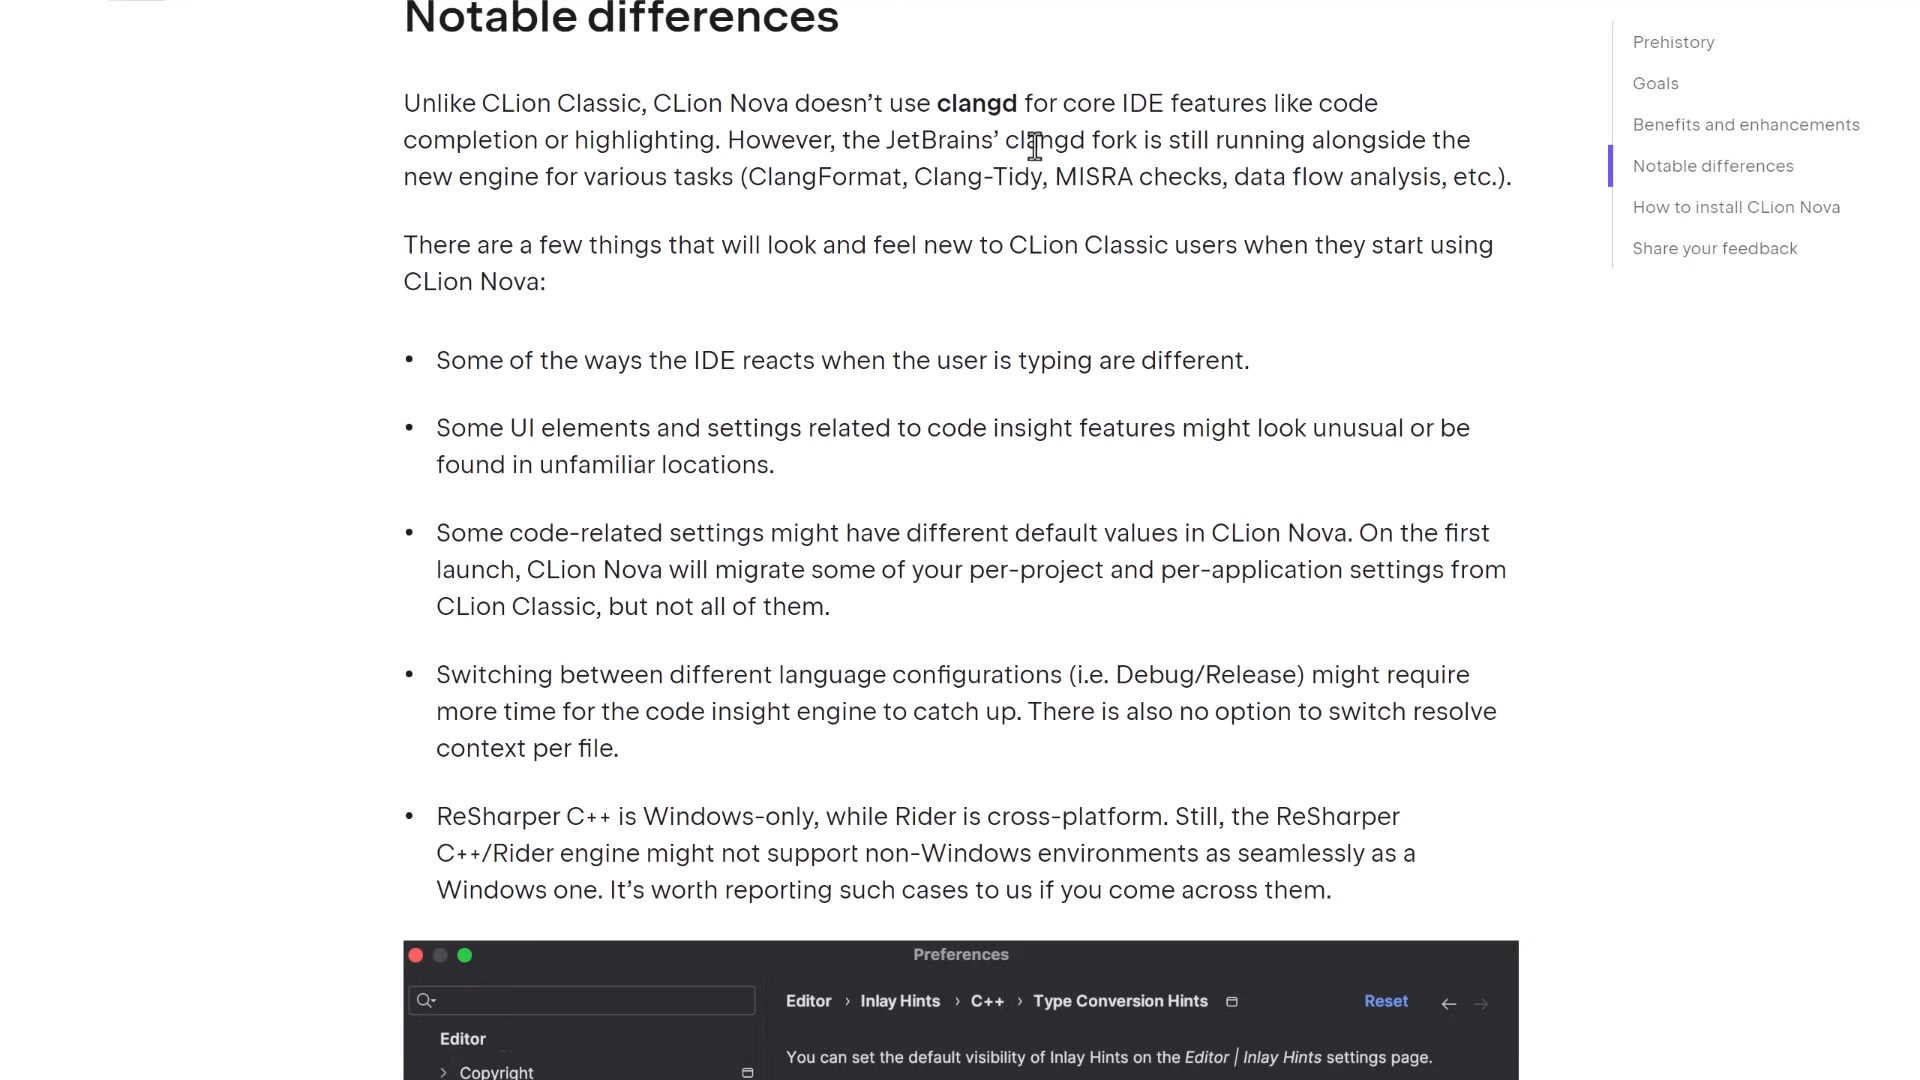 Notable differences
Unlike CLion Classic, CLion Nova doesn’t use clangd for core IDE features like code
completion or highlighting. However, the JetBrains’ clangd fork is still running alongside the
new engine for various tasks (ClangFormat, Clang-Tidy, MISRA checks, data flow analysis, etc.).
There are a few things that will look and feel new to CLion Classic users when they start using
CLion Nova:
• Some of the ways the IDE reacts when the user is typing are different.
• Some UI elements and settings related to code insight features might look unusual or be
found in unfamiliar locations.
• Some code-related settings might have different default values in CLion Nova. On the first
launch, CLion Nova will migrate some of your per-project and per-application settings from
CLion Classic, but not all of them.
• Switching between different language configurations (i.e. Debug/Release) might require
more time for the code insight engine to catch up. There is also no option to switch resolve
context per file.
• ReSharper C++ is Windows-only, while Rider is cross-platform. Still, the ReSharper
C++/Rider engine might not support non-Windows environments as seamlessly as a
Windows one. It’s worth reporting such cases to us if you come across them.
Preferences
Editor › Inlay Hints › C++ › Type Conversion Hints
Reset
Editor
You can set the default visibility of Inlay Hints on the Editor | Inlay Hints settings page.
Copyright
Prehistory
Goals
Benefits and enhancements
Notable differences
How to install CLion Nova
Share your feedback